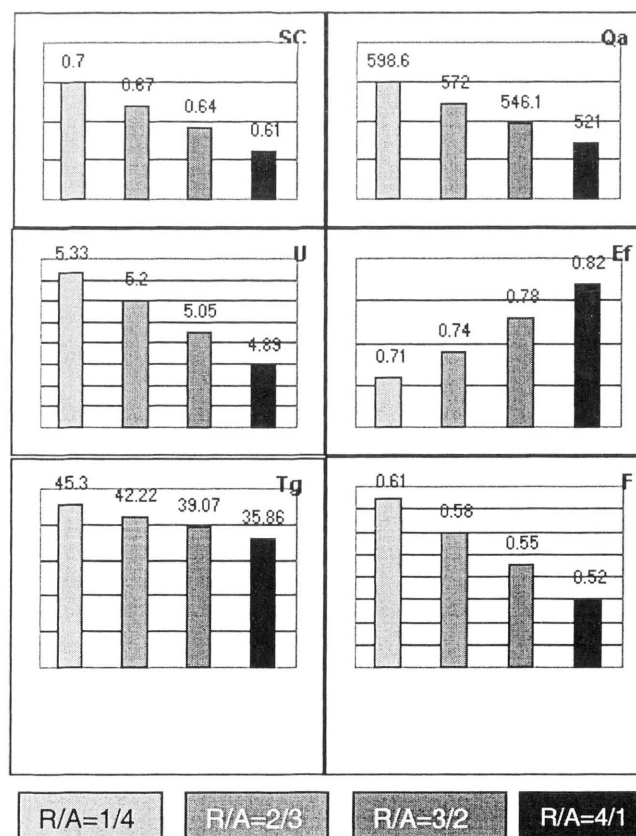 SC
0.7
0.67
0.64
0.61
Qa
598.6
572
546.1
521
U
5.33
5.2
5.05
4.89
Ef
0.71
0.74
0.78
0.82
Tg
45.3
42.22
39.07
35.86
F
0.61
0.58
0.55
0.52
R/A=1/4
R/A=2/3
R/A=3/2
R/A=4/1